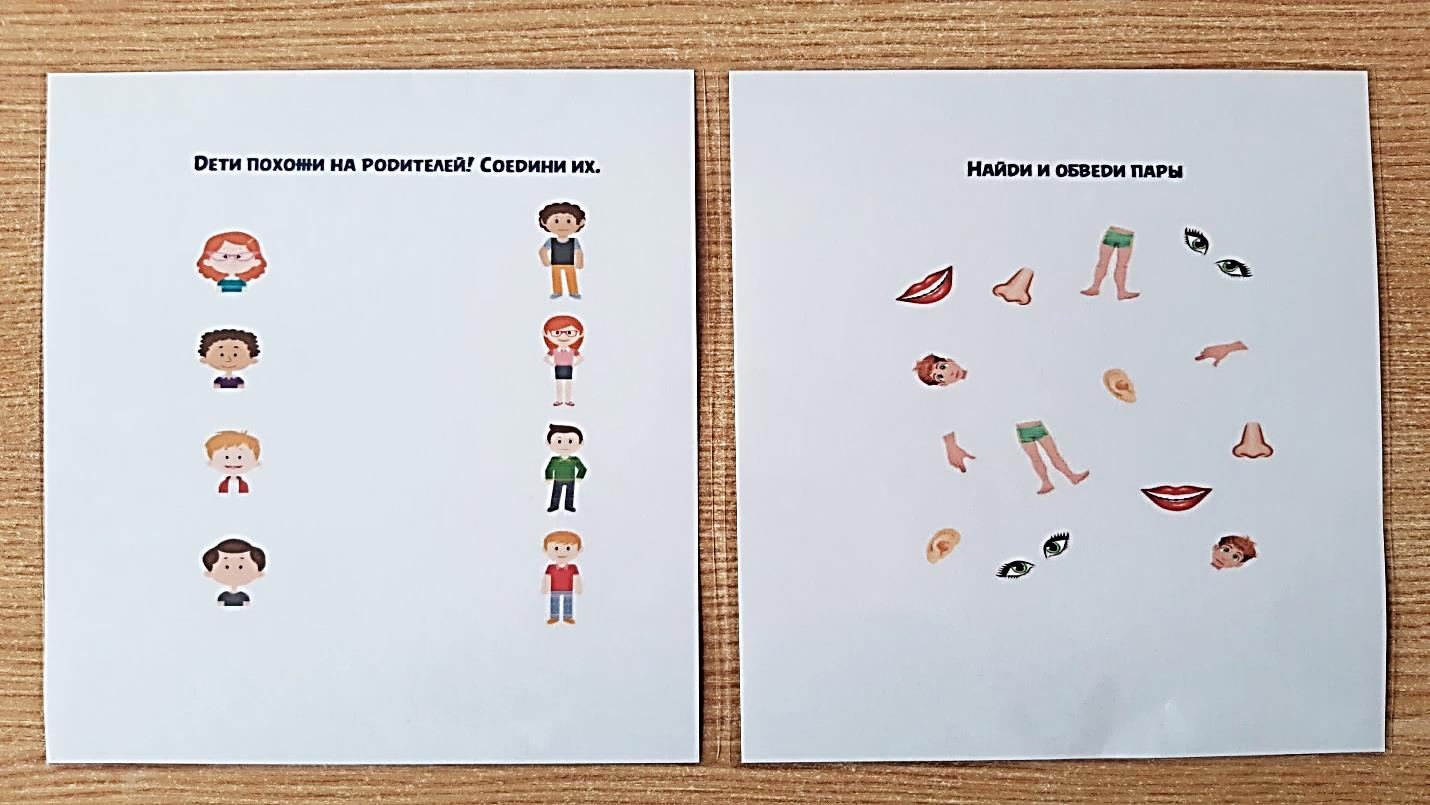 Дети похожи на родителей! Соедини их.
Найди и обведи пары